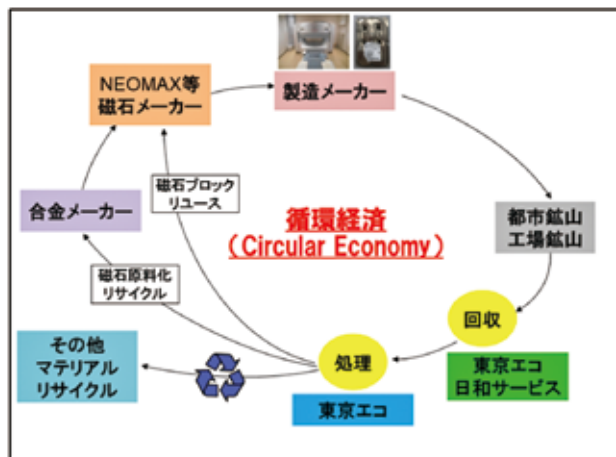 NEOMAX等
磁石メーカー
製造メーカー
磁石ブロック
リユース
合金メーカー
循環経済
（Circular Economy）
都市鉱山
工場鉱山
磁石原料化
リサイクル
回収
その他
マテリアル
リサイクル
処理
東京エコ
日和サービス
東京エコ